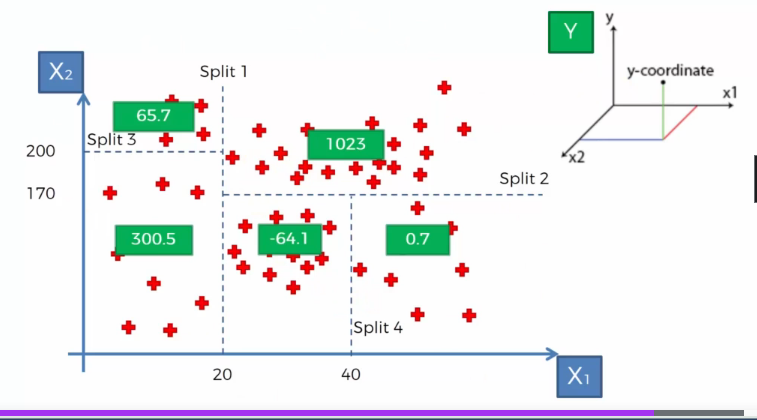 Y
y
y-coordinate
x1
x2
X2
Split 1
65.7
Split 3
1023
200
170
Split 2
300.5
-64.1
0.7
Split 4
20
40
X1